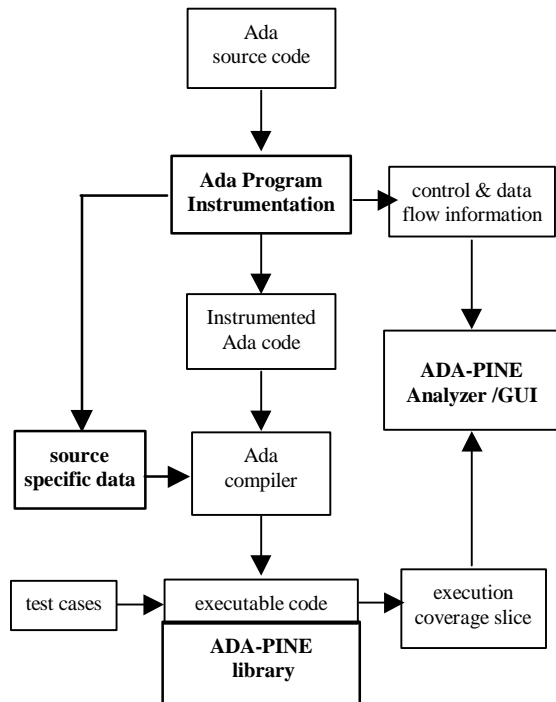 Ada
source code
Ada Program
Instrumentation
control & data
flow information
Instrumented
Ada code
ADA-PINE
Analyzer /GUI
source
specific data
Ada
compiler
test cases
executable code
execution
coverage slice
ADA-PINE
library